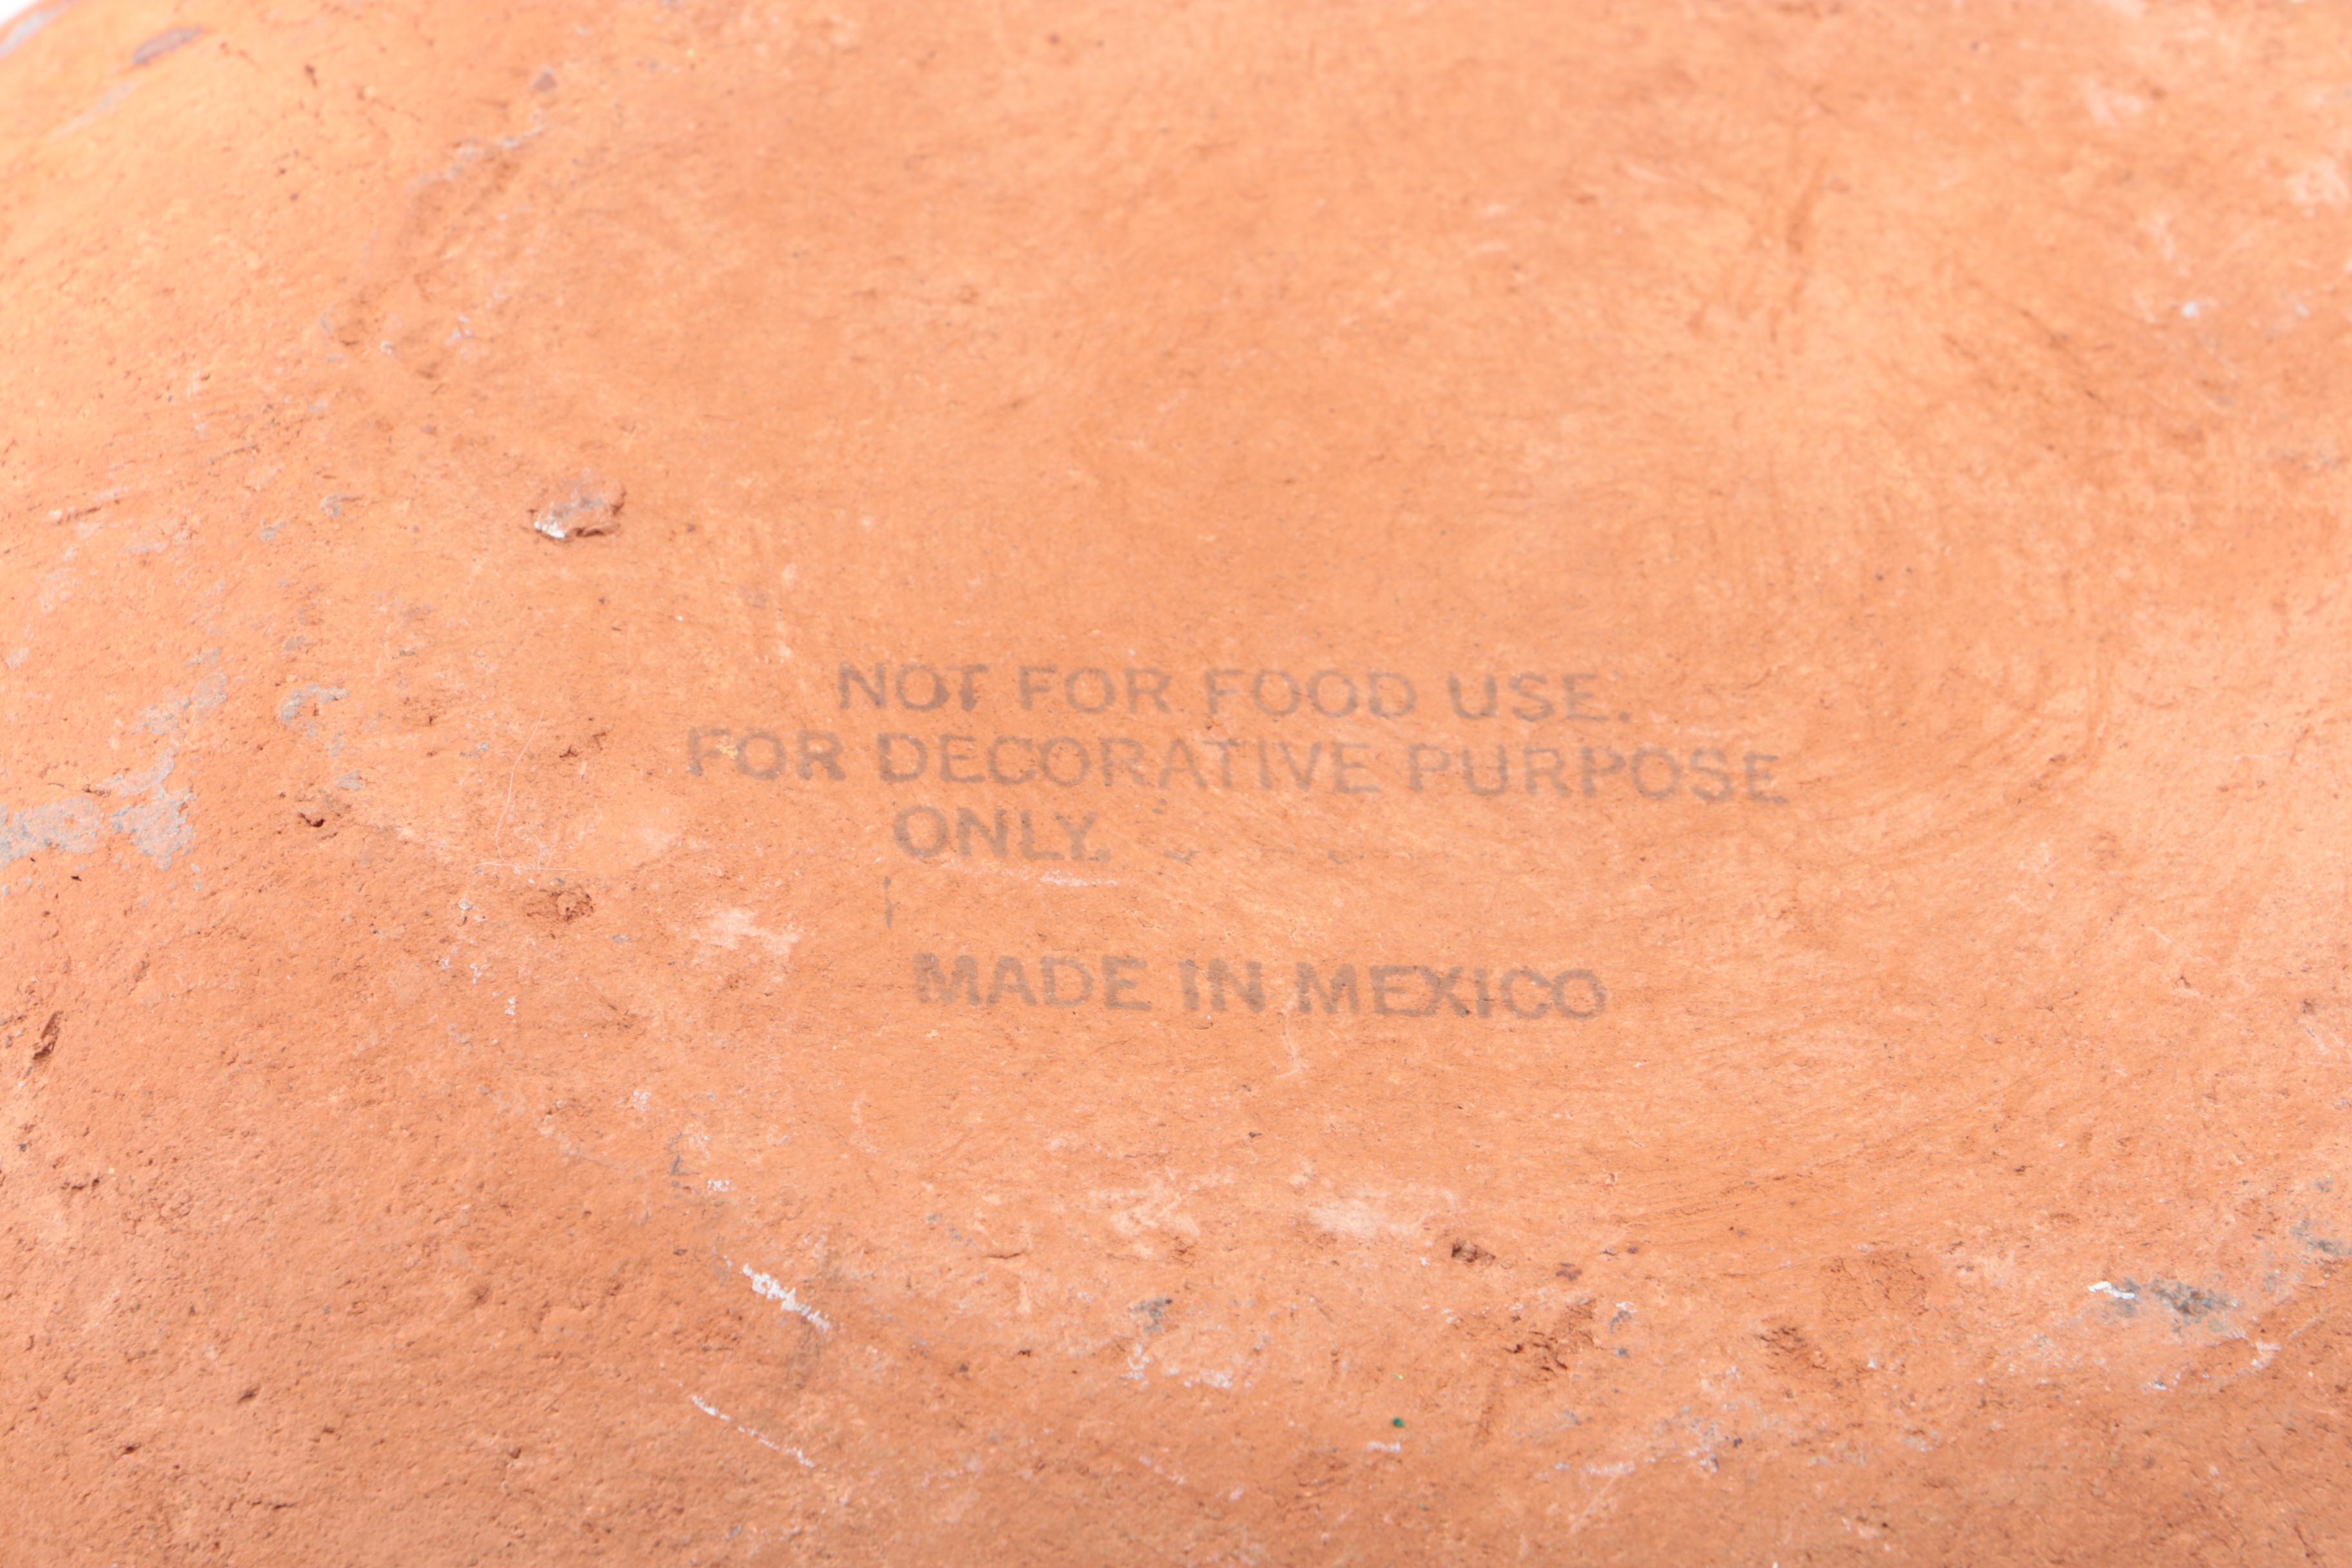 NOT FOR FOOD USE.
FOR DECORATIVE PURPOSE
ONLY.
MADE IN MEXICO